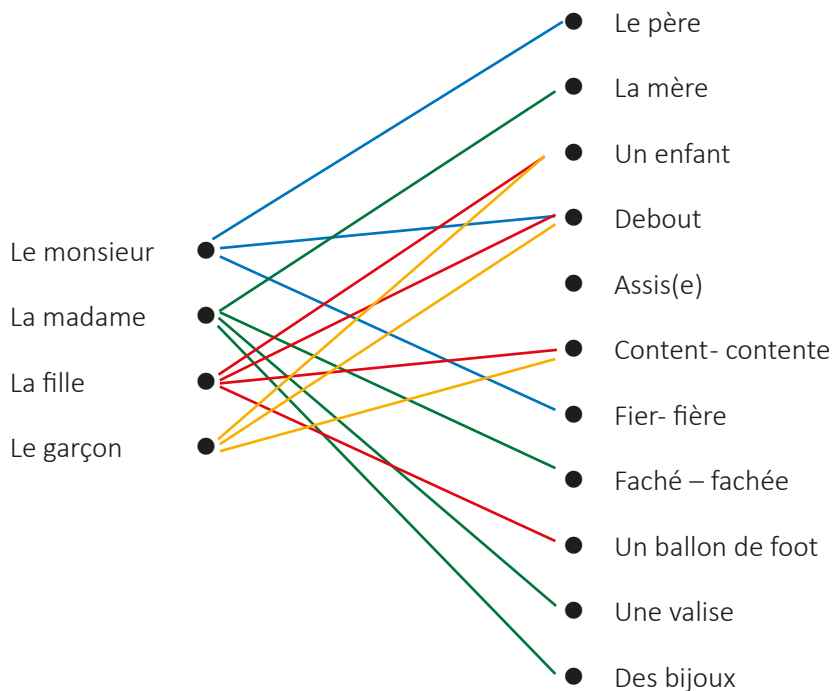 Le monsieur
La madame
La fille
Le garçon
Le père
La mère
Un enfant
Debout
Assis(e)
Content- contente
Fier- fière
Faché – fachée
Un ballon de foot
Une valise
Des bijoux